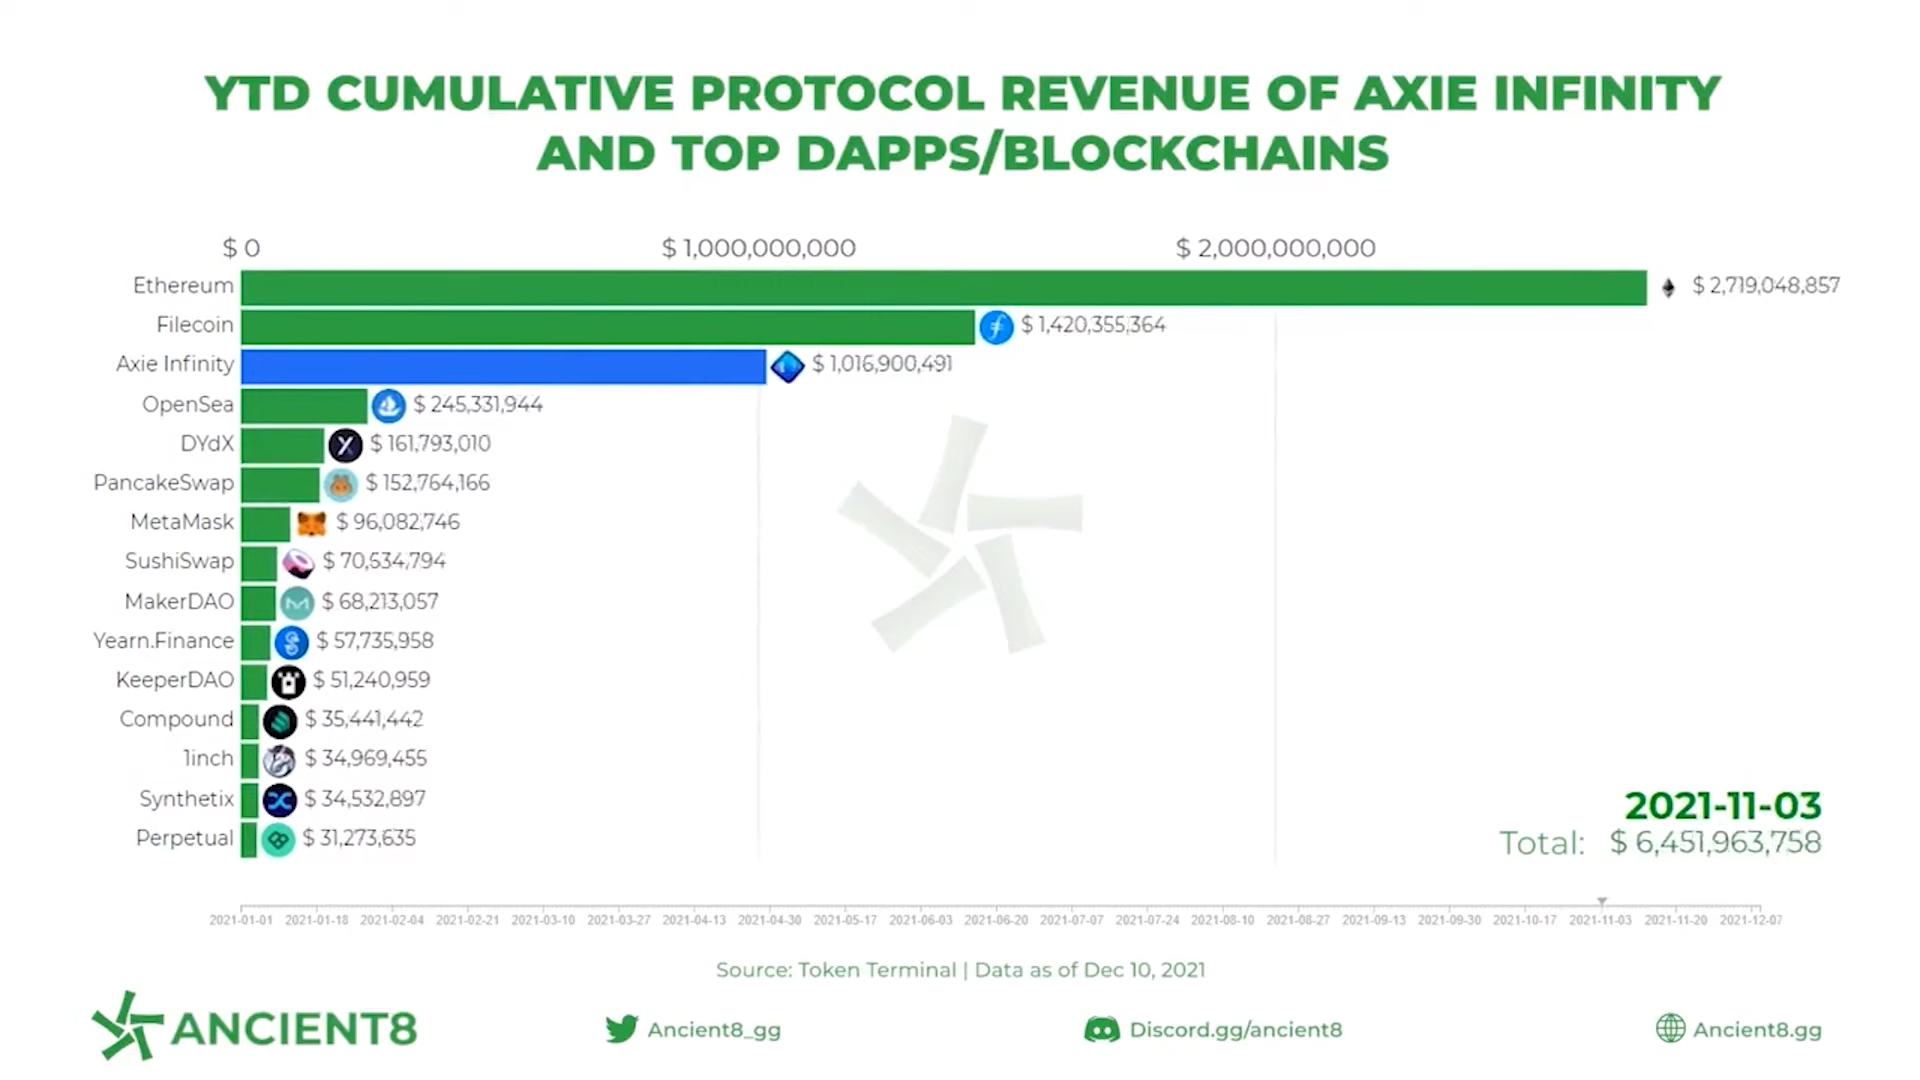 YTD CUMULATIVE PROTOCOL REVENUE OF AXIE INFINITY
AND TOP DAPPS/BLOCKCHAINS
$ 0 $ 1,000,000,000 $ 2,000,000,000
Ethereum $ 2,719,048,857
Filecoin $ 1,420,355,364
Axie Infinity $ 1,016,900,491
OpenSea $ 245,331,944
DYdX $ 161,793,010
PancakeSwap $ 152,764,166
MetaMask $ 96,082,746
SushiSwap $ 70,534,794
MakerDAO $ 68,213,057
Yearn.Finance $ 57,735,958
KeeperDAO $ 51,240,959
Compound $ 35,441,442
1inch $ 34,969,455
Synthetix $ 34,532,897
Perpetual $ 31,273,635
2021-11-03
Total: $ 6,451,963,758
2021-01-01 2021-01-18 2021-02-04 2021-02-21 2021-03-10 2021-03-27 2021-04-13 2021-04-30 2021-05-17 2021-06-03 2021-06-20 2021-07-07 2021-07-24 2021-08-10 2021-08-27 2021-09-13 2021-09-30 2021-10-17 2021-11-03 2021-11-20 2021-12-07
Source: Token Terminal | Data as of Dec 10, 2021
ANCIENT8 Ancient8_gg Discord.gg/ancient8 Ancient8.gg